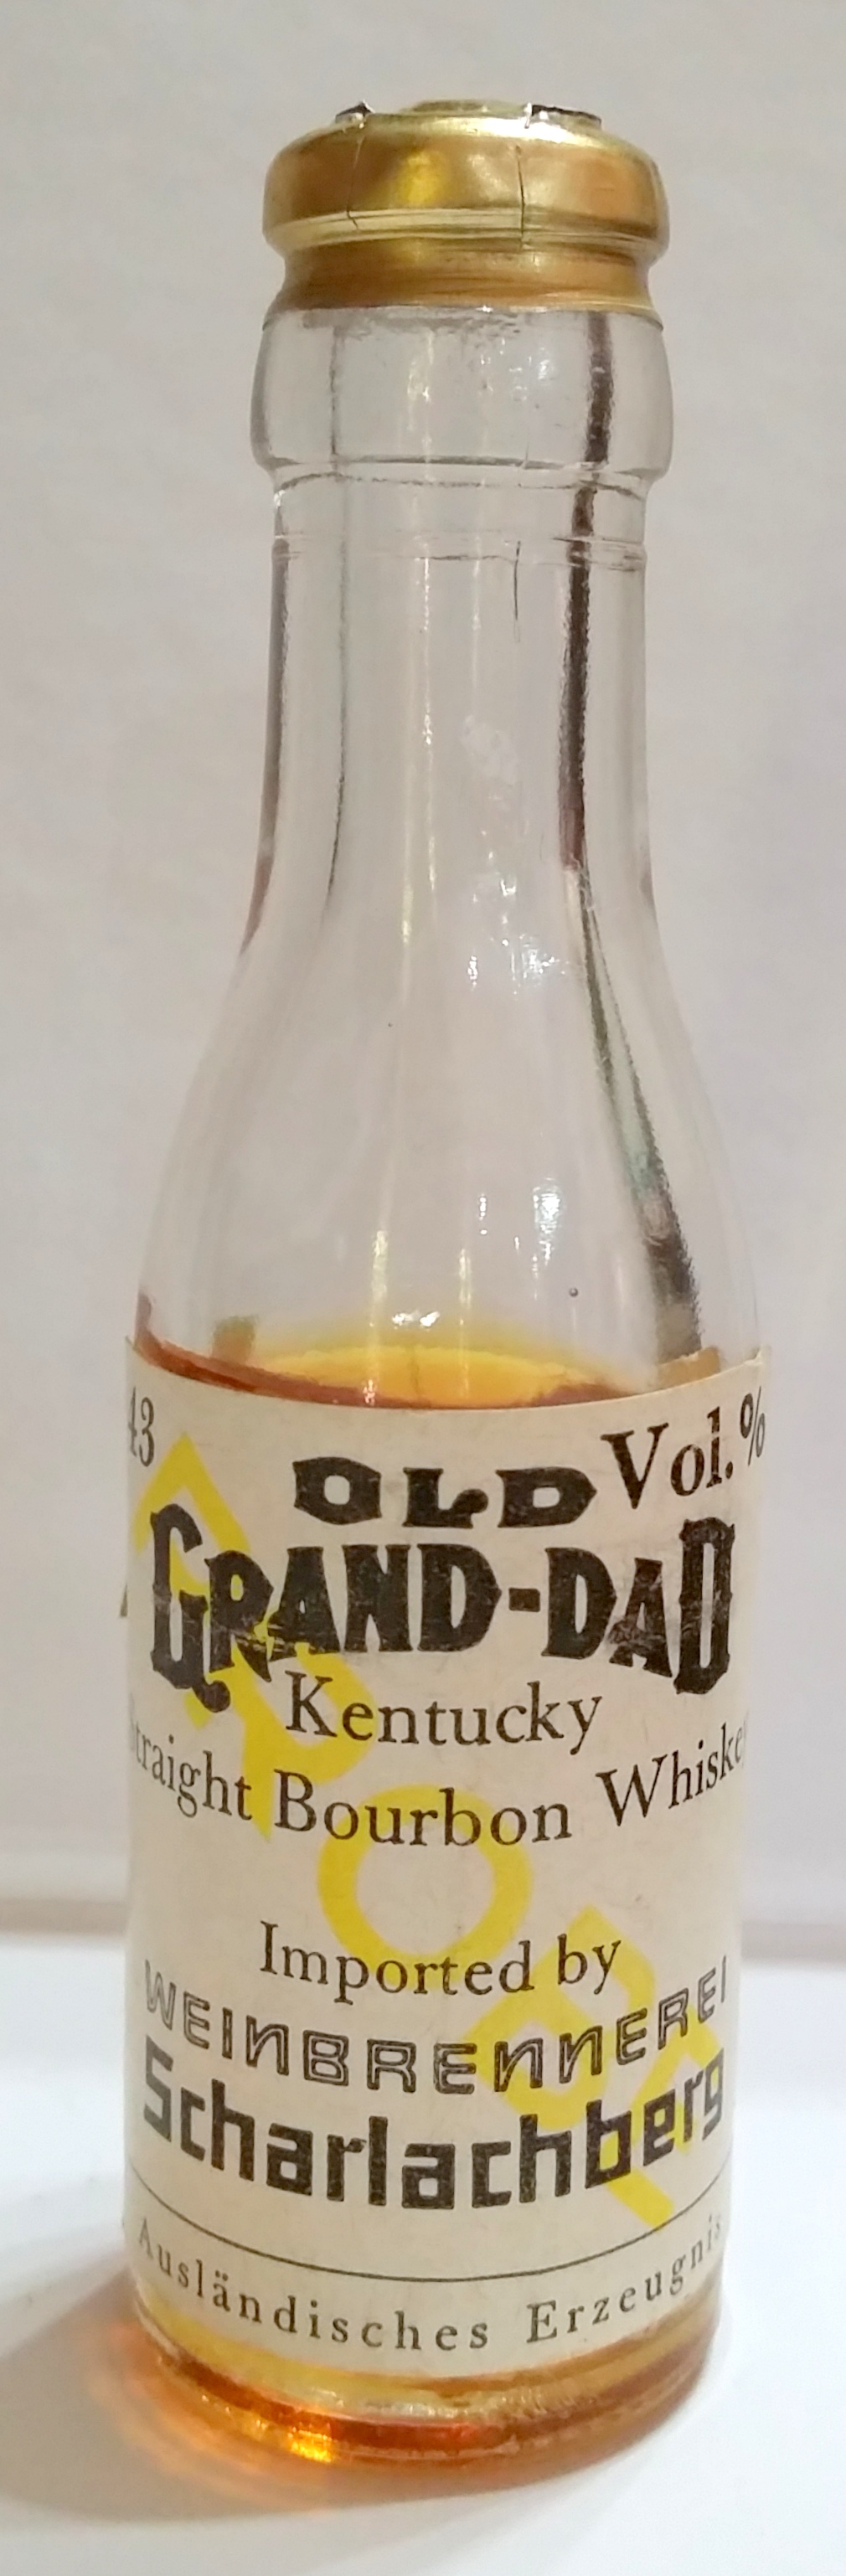 43 Vol. %
OLD
GRAND-DAD
Kentucky
Straight Bourbon Whiskey
Imported by
WEINBRENNEREI
Scharlachberg
Ausländisches Erzeugnis